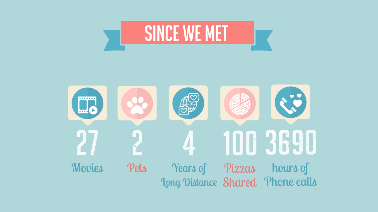 SINCE WE MET
27 2 4 100 3690
Movies Pets Years of Pizzas hours of
Long Distance Shared Phone calls